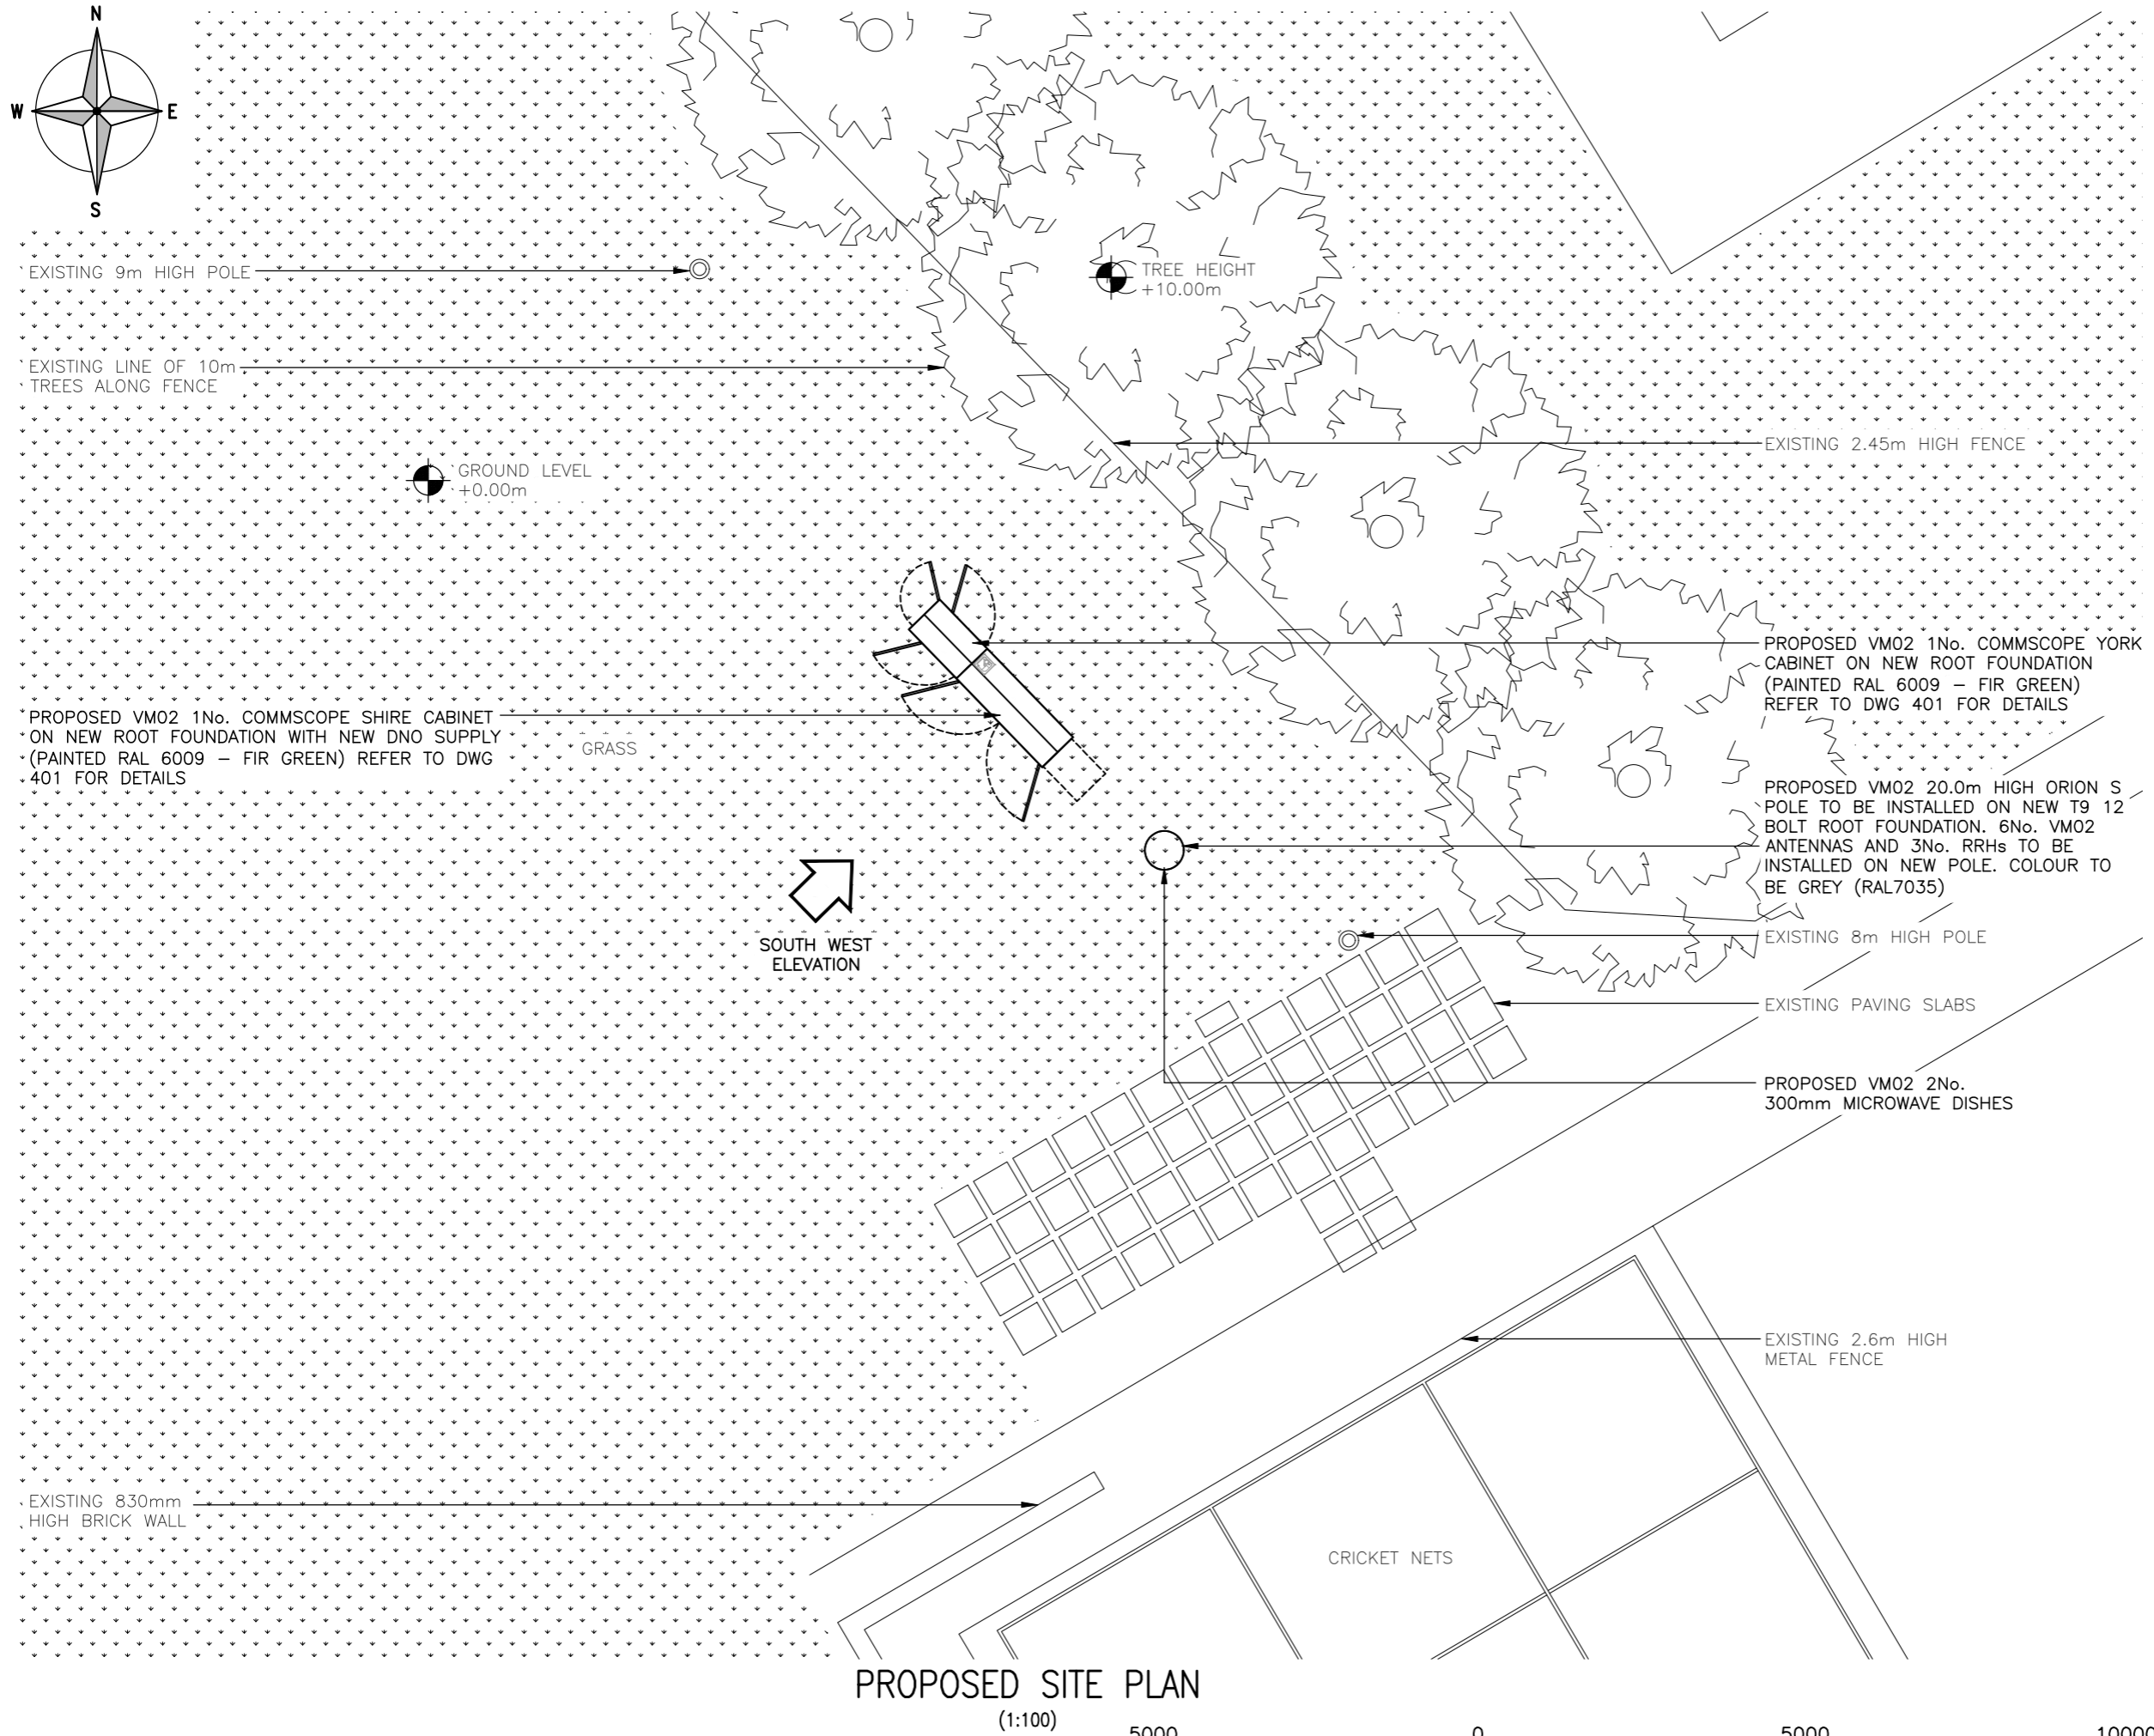 N
W E
S
EXISTING 9m HIGH POLE
TREE HEIGHT
+10.00m
EXISTING LINE OF 10m
TREES ALONG FENCE
EXISTING 2.45m HIGH FENCE
GROUND LEVEL
+0.00m
PROPOSED VM02 1No. COMMSCOPE YORK
CABINET ON NEW ROOT FOUNDATION
(PAINTED RAL 6009 – FIR GREEN)
REFER TO DWG 401 FOR DETAILS
PROPOSED VM02 1No. COMMSCOPE SHIRE CABINET
ON NEW ROOT FOUNDATION WITH NEW DNO SUPPLY
(PAINTED RAL 6009 – FIR GREEN) REFER TO DWG
401 FOR DETAILS
GRASS
PROPOSED VM02 20.0m HIGH ORION S
POLE TO BE INSTALLED ON NEW T9 12
BOLT ROOT FOUNDATION. 6No. VM02
ANTENNAS AND 3No. RRHs TO BE
INSTALLED ON NEW POLE. COLOUR TO
BE GREY (RAL7035)
SOUTH WEST
ELEVATION
EXISTING 8m HIGH POLE
EXISTING PAVING SLABS
PROPOSED VM02 2No.
300mm MICROWAVE DISHES
EXISTING 2.6m HIGH
METAL FENCE
EXISTING 830mm
HIGH BRICK WALL
CRICKET NETS
PROPOSED SITE PLAN
(1:100)
5000 0 5000 10000